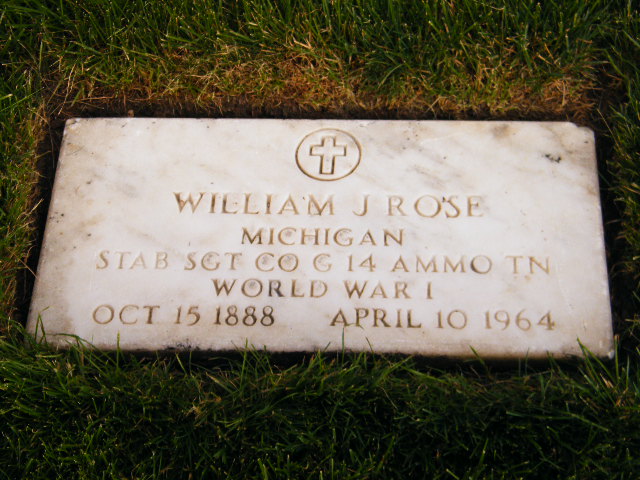 WILLIAM J ROSE
MICHIGAN
STAB SGT CO G 14 AMMO TN
WORLD WAR I
OCT 15 1888 APRIL 10 1964